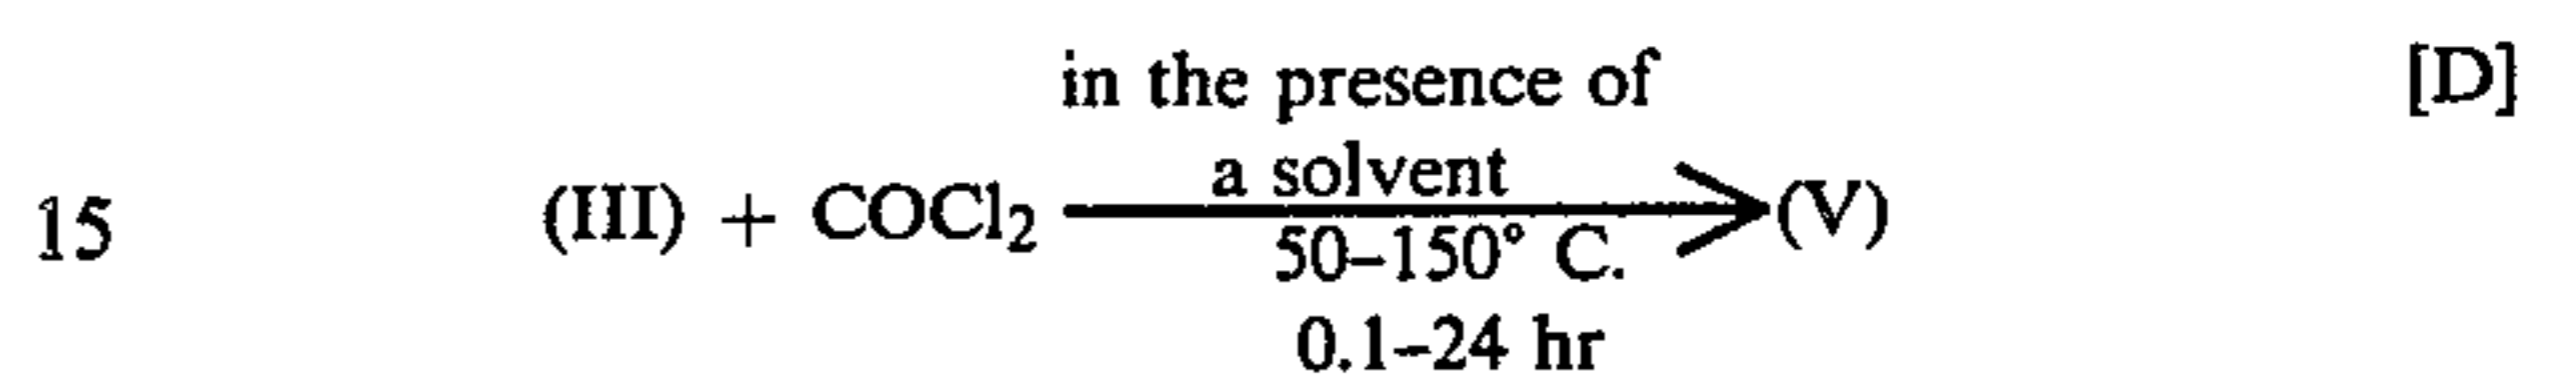 in the presence of [D]
a solvent
15 (III) + COCl2 (V)
50–150° C.
0.1–24 hr